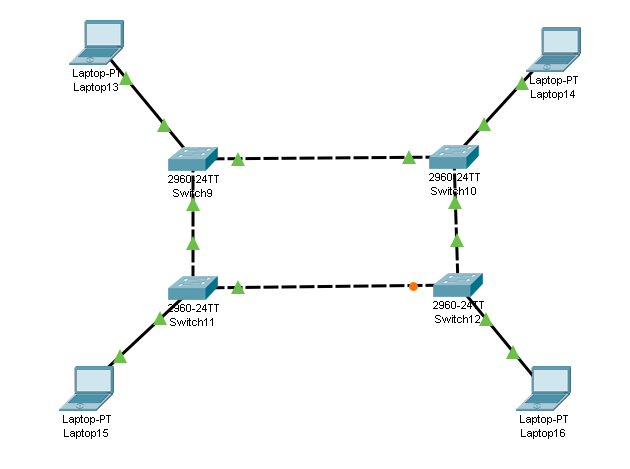 Laptop-PT
Laptop13
Laptop-PT
Laptop14
2960-24TT
Switch9
2960-24TT
Switch10
2960-24TT
Switch11
2960-24TT
Switch12
Laptop-PT
Laptop15
Laptop-PT
Laptop16